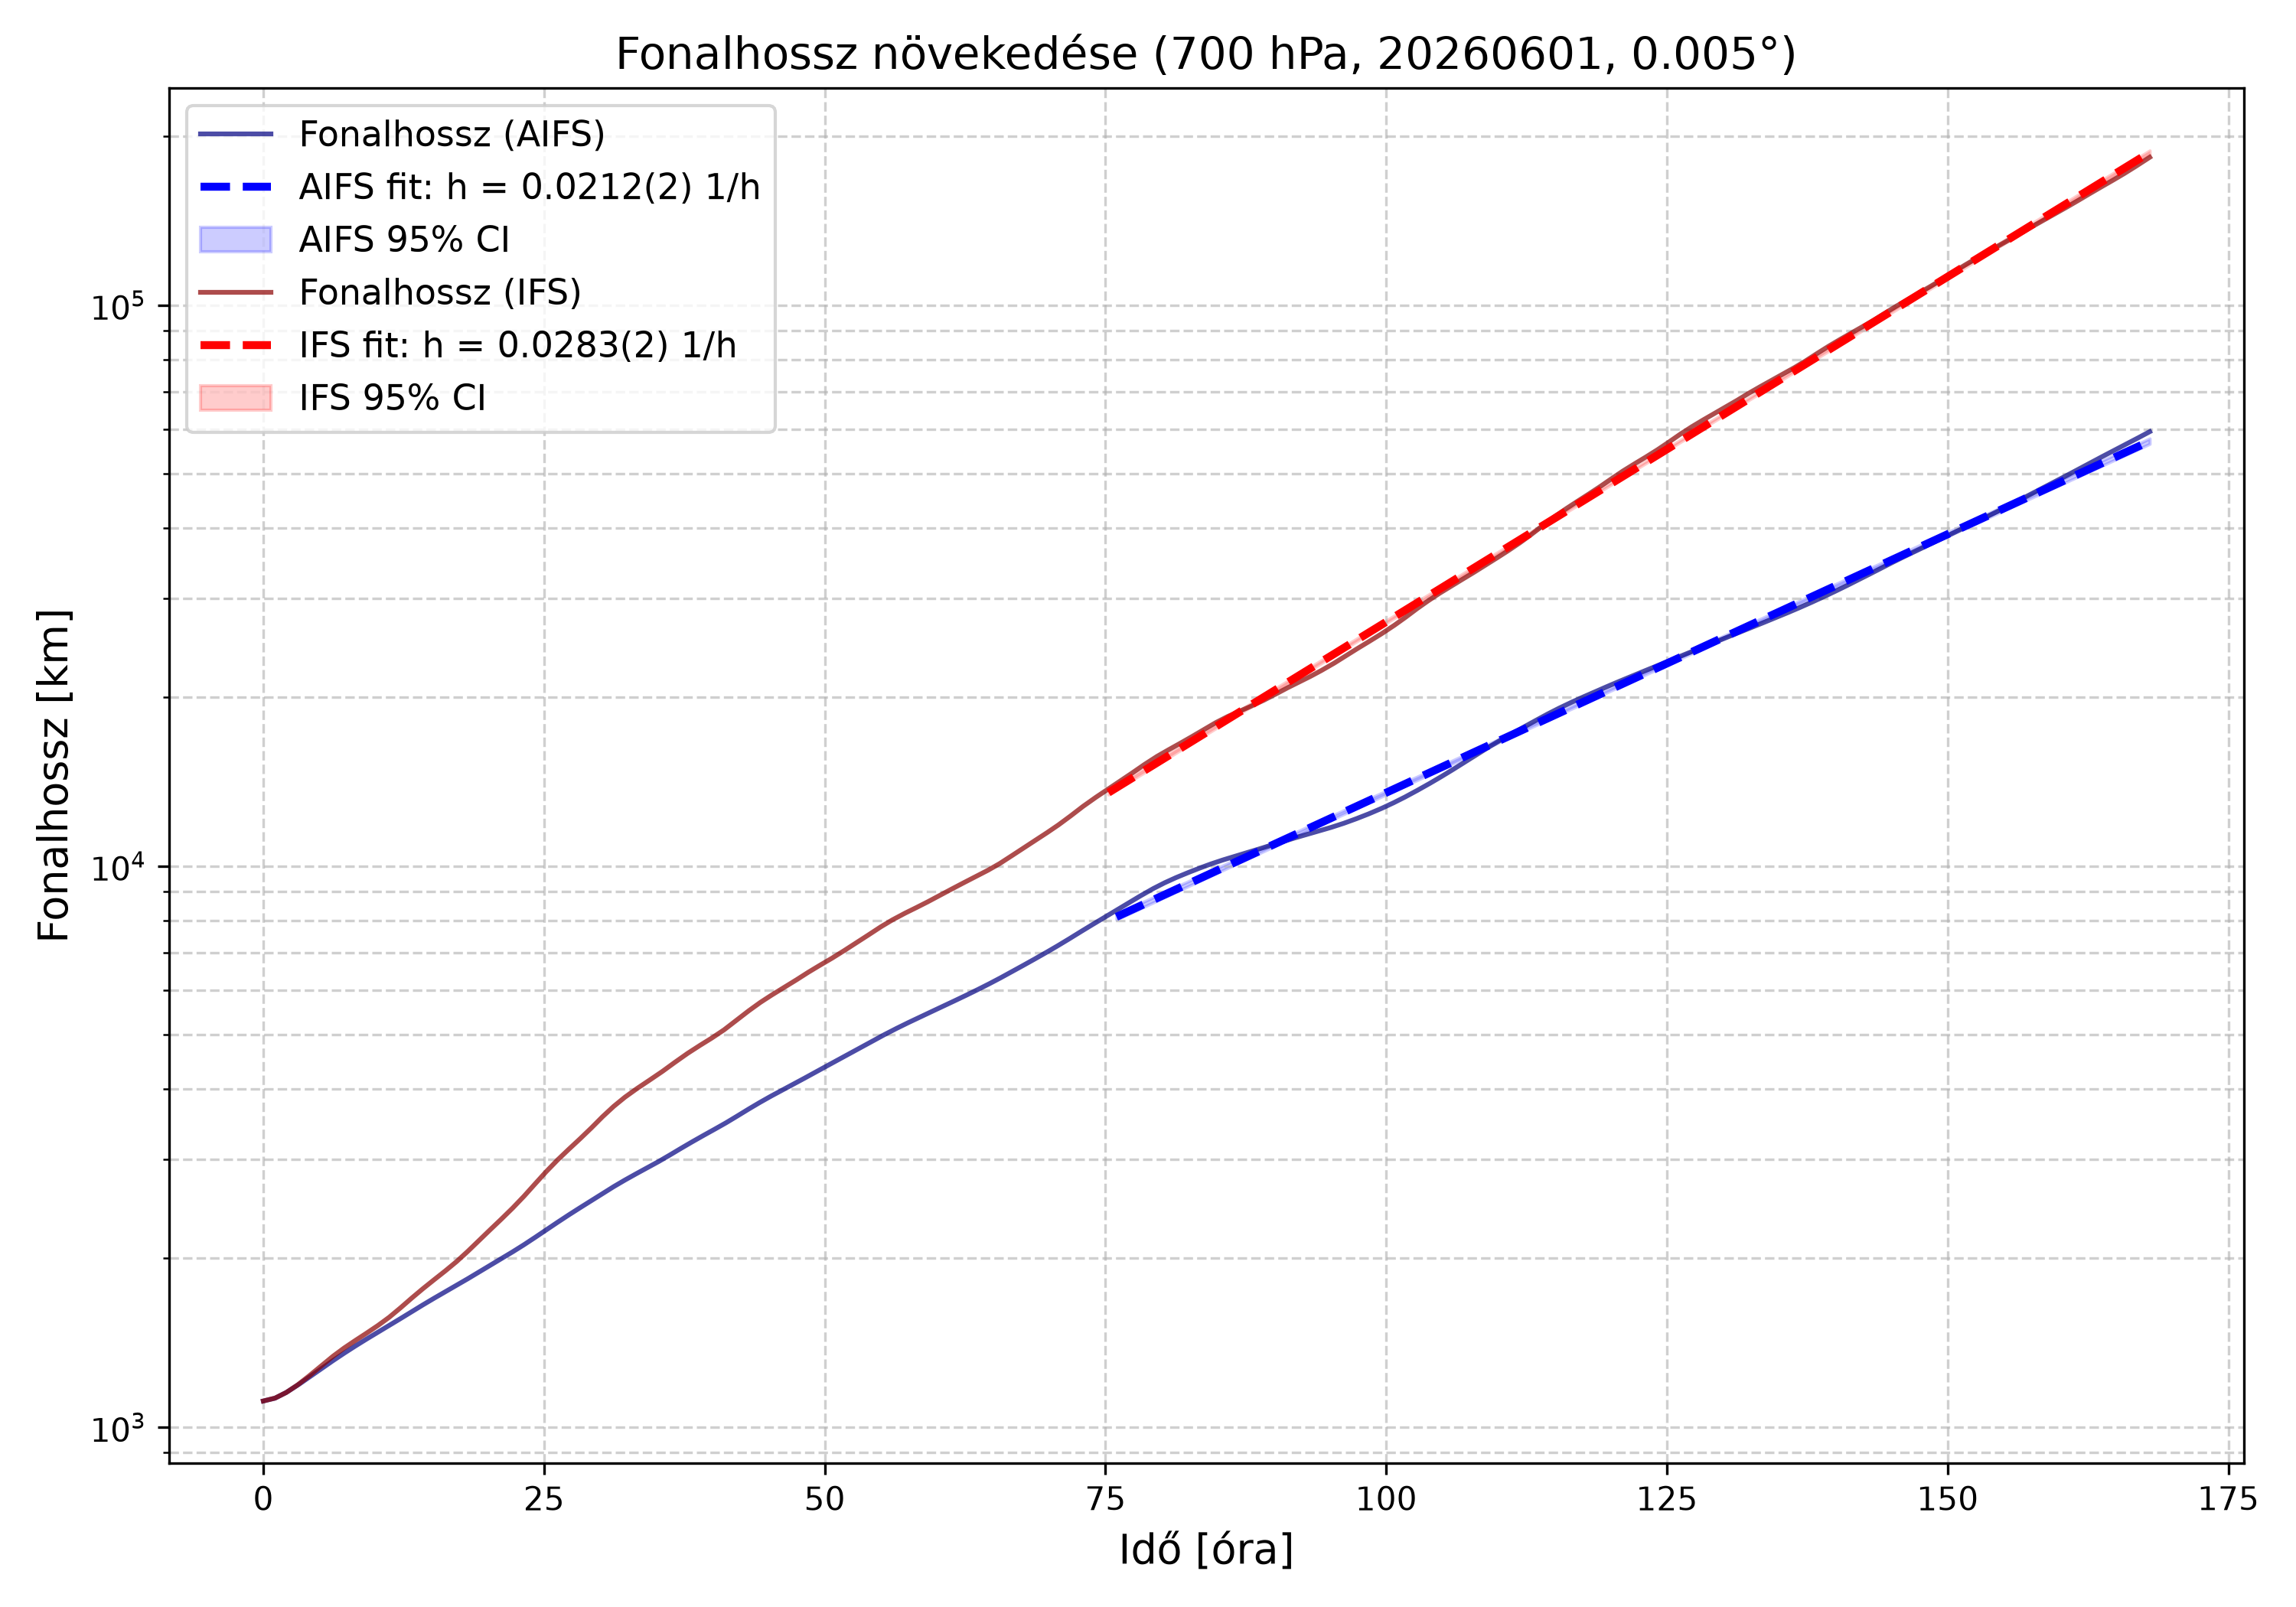 Fonalhossz növekedése (700 hPa, 20260601, 0.005°)
Fonalhossz (AIFS)
AIFS fit: h = 0.0212(2) 1/h
AIFS 95% CI
Fonalhossz (IFS)
IFS fit: h = 0.0283(2) 1/h
IFS 95% CI
Fonalhossz [km]
10⁵
10⁴
10³
0 25 50 75 100 125 150 175
Idő [óra]